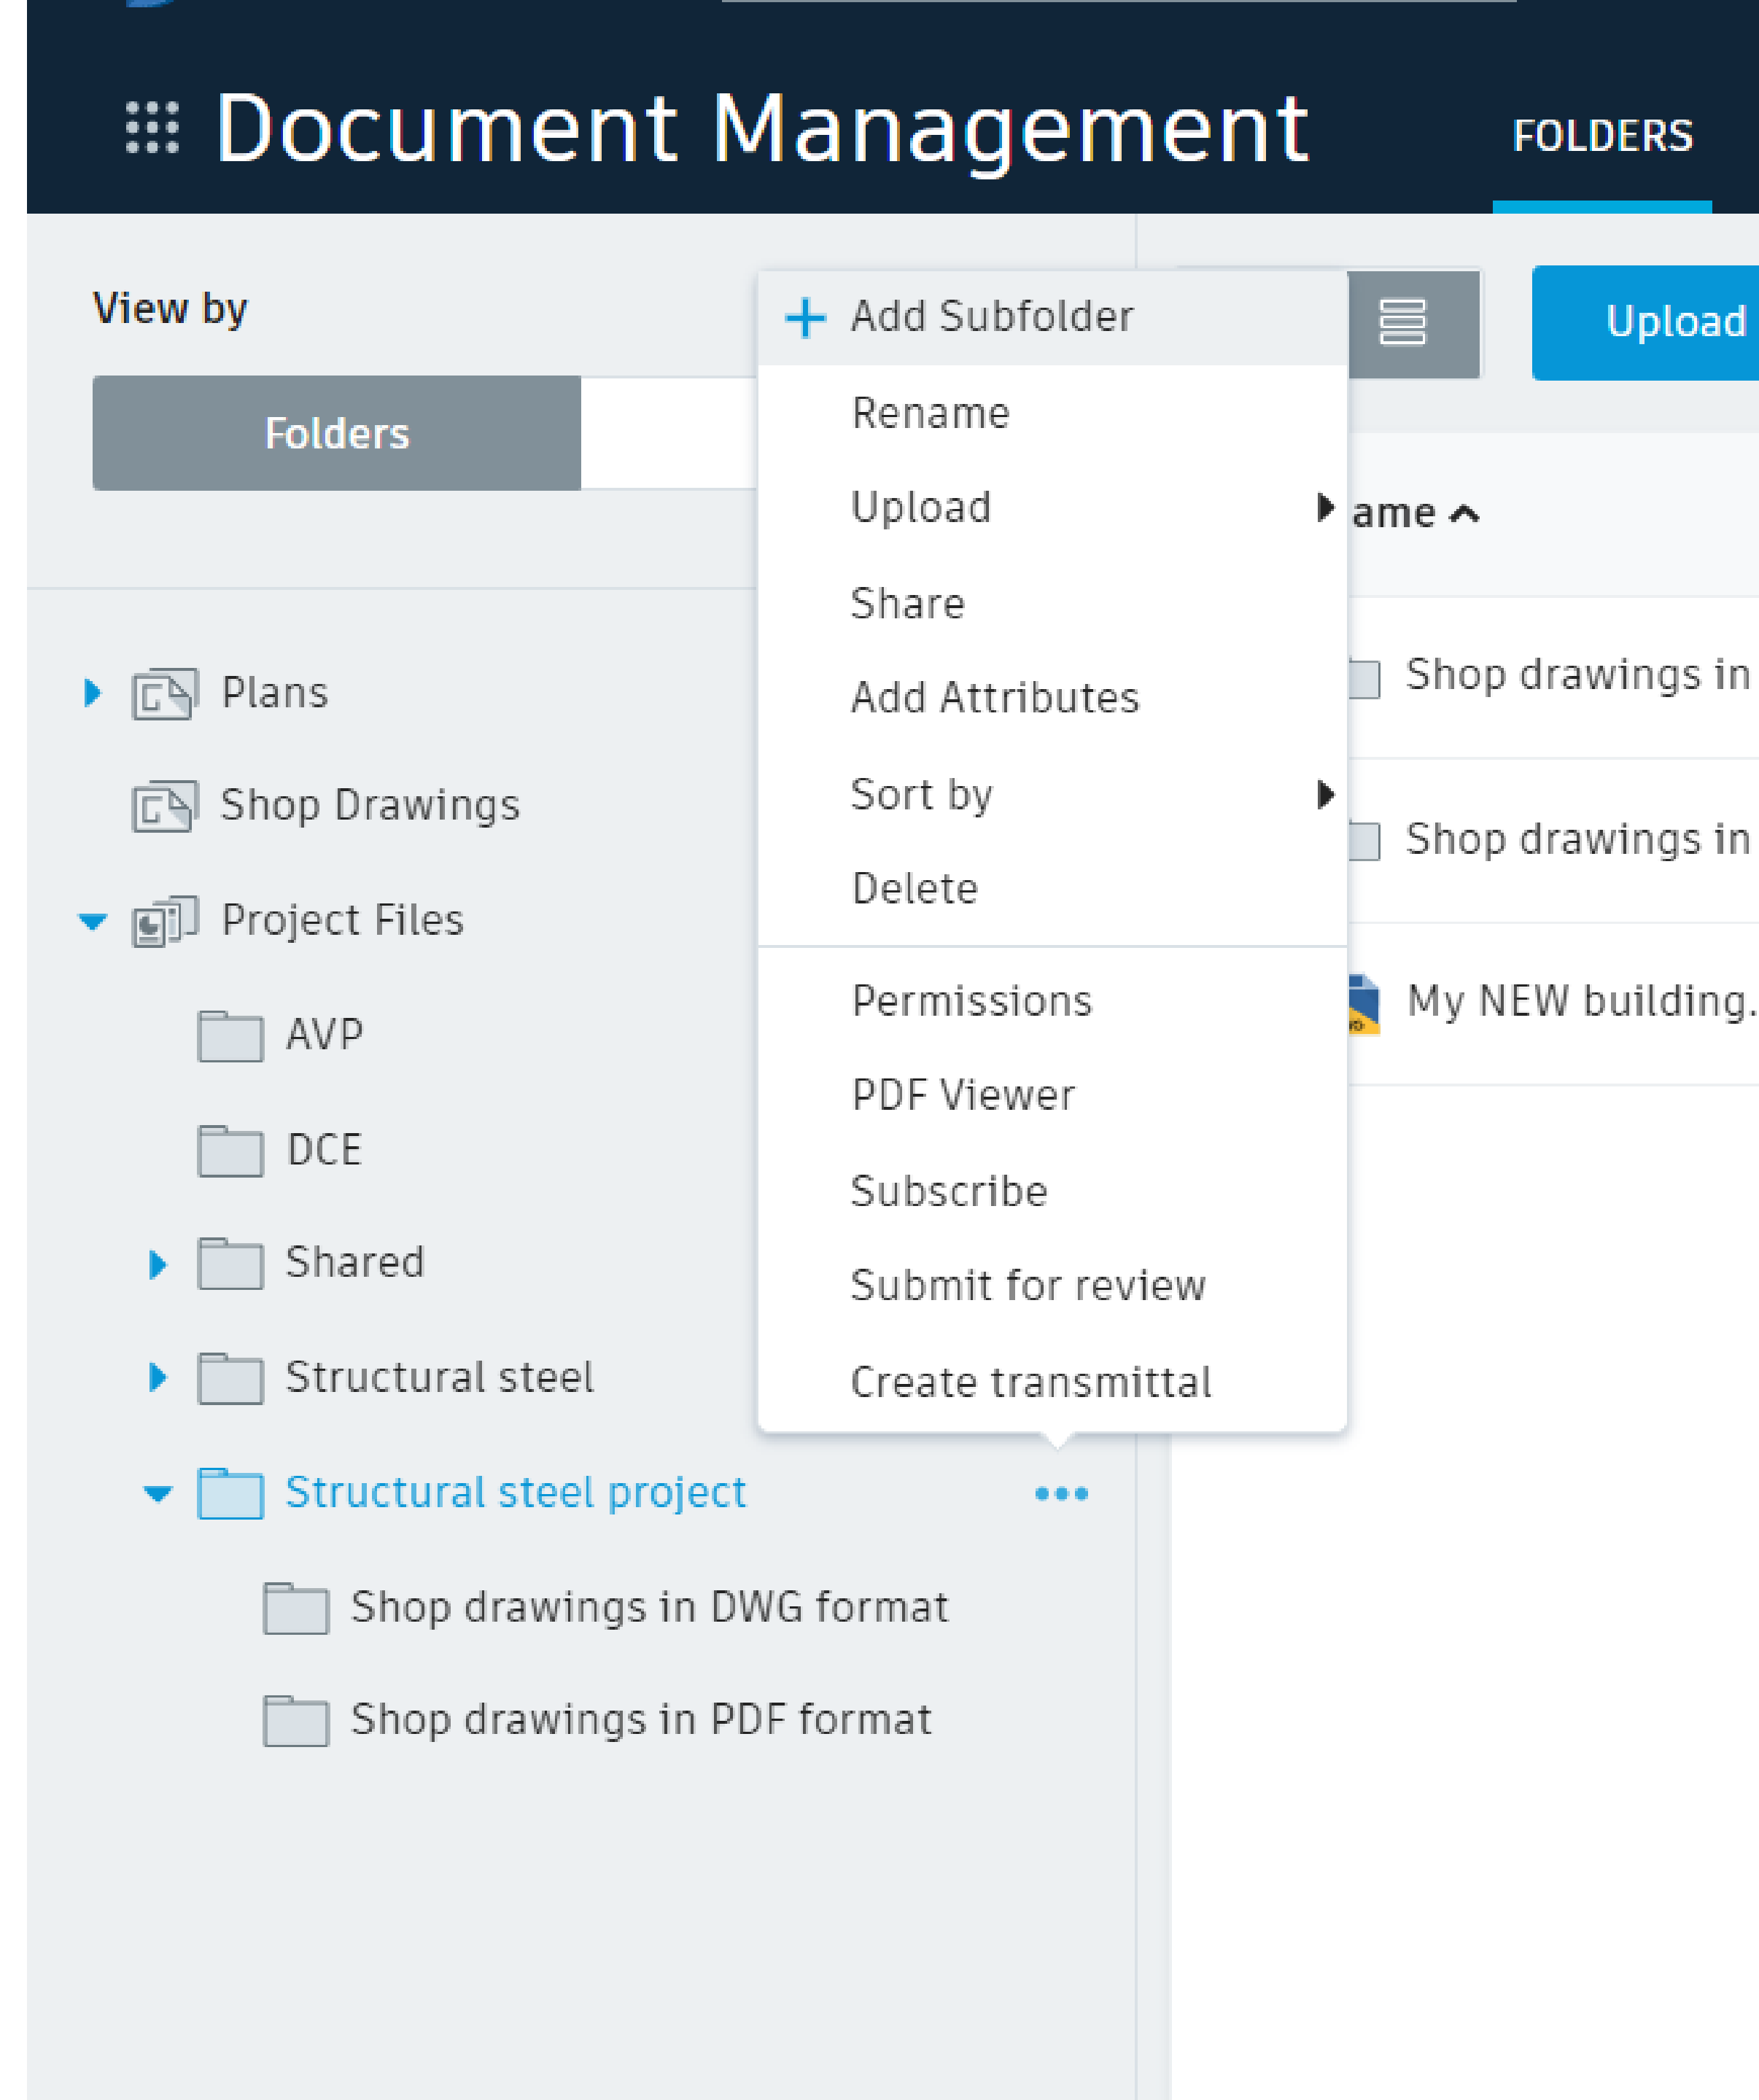 Document Management
FOLDERS
View by
Folders
Add Subfolder
Rename
Upload
Share
Add Attributes
Sort by
Delete
Permissions
PDF Viewer
Subscribe
Submit for review
Create transmittal
Plans
Shop Drawings
Project Files
AVP
DCE
Shared
Structural steel
Structural steel project
Shop drawings in DWG format
Shop drawings in PDF format
Upload
ame
Shop drawings in
Shop drawings in
My NEW building.